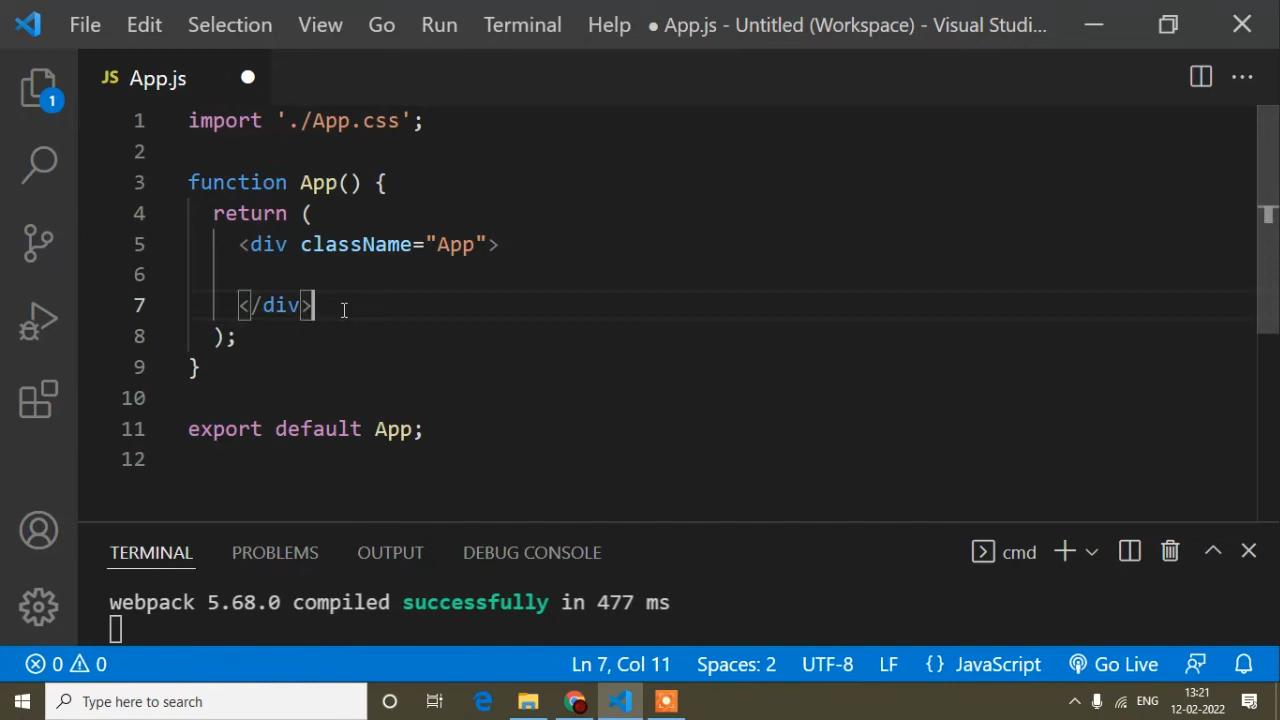 File Edit Selection View Go Run Terminal Help ● App.js - Untitled (Workspace) - Visual Studi...
JS App.js ●
1 import './App.css';
2
3 function App() {
4 return (
5 <div className="App">
6
7 </div>
8 );
9 }
10
11 export default App;
12
1
TERMINAL PROBLEMS OUTPUT DEBUG CONSOLE cmd
webpack 5.68.0 compiled successfully in 477 ms
0 0 Ln 7, Col 11 Spaces: 2 UTF-8 LF {} JavaScript Go Live
Type here to search ENG 13:21
12-02-2022